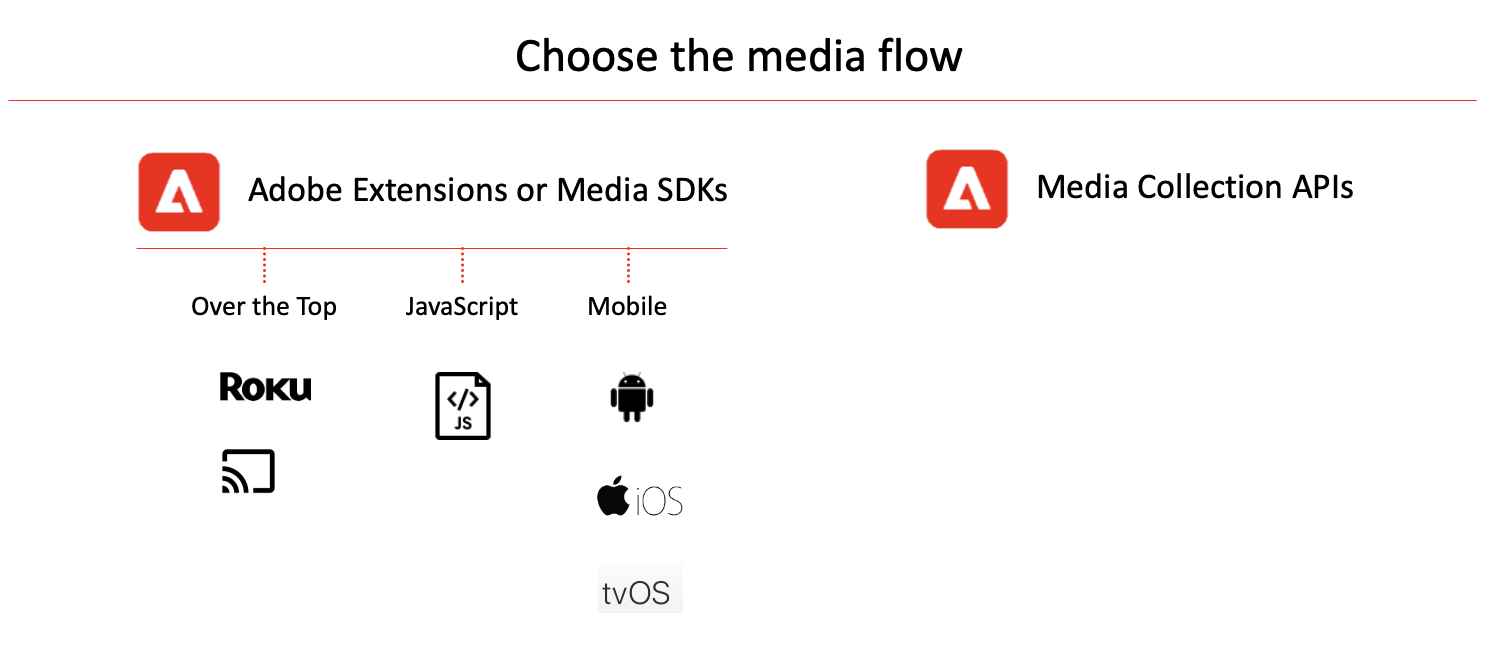 Choose the media flow
Adobe Extensions or Media SDKs
Media Collection APIs
Over the Top
JavaScript
Mobile
ROKU
</>
JS
iOS
tvOS